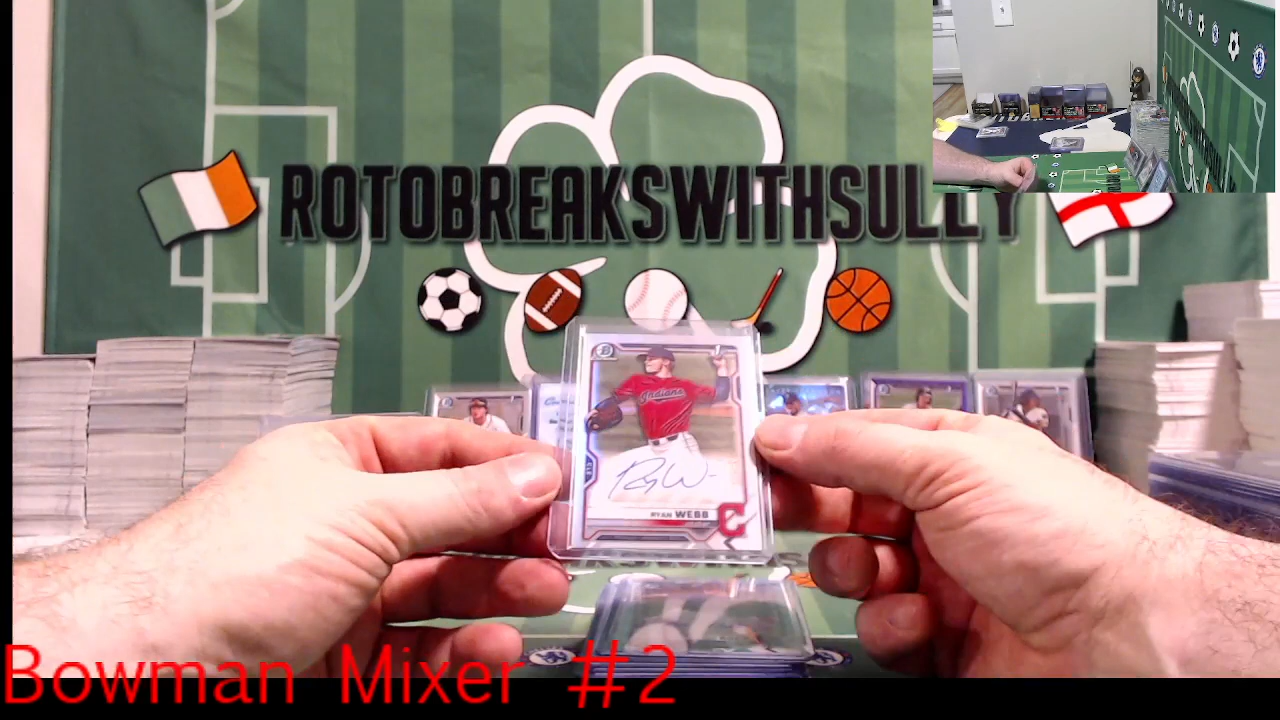 ROTOBREAKSWITHSULLY
Indians
RYAN WEBB
C
Bowman Mixer #2